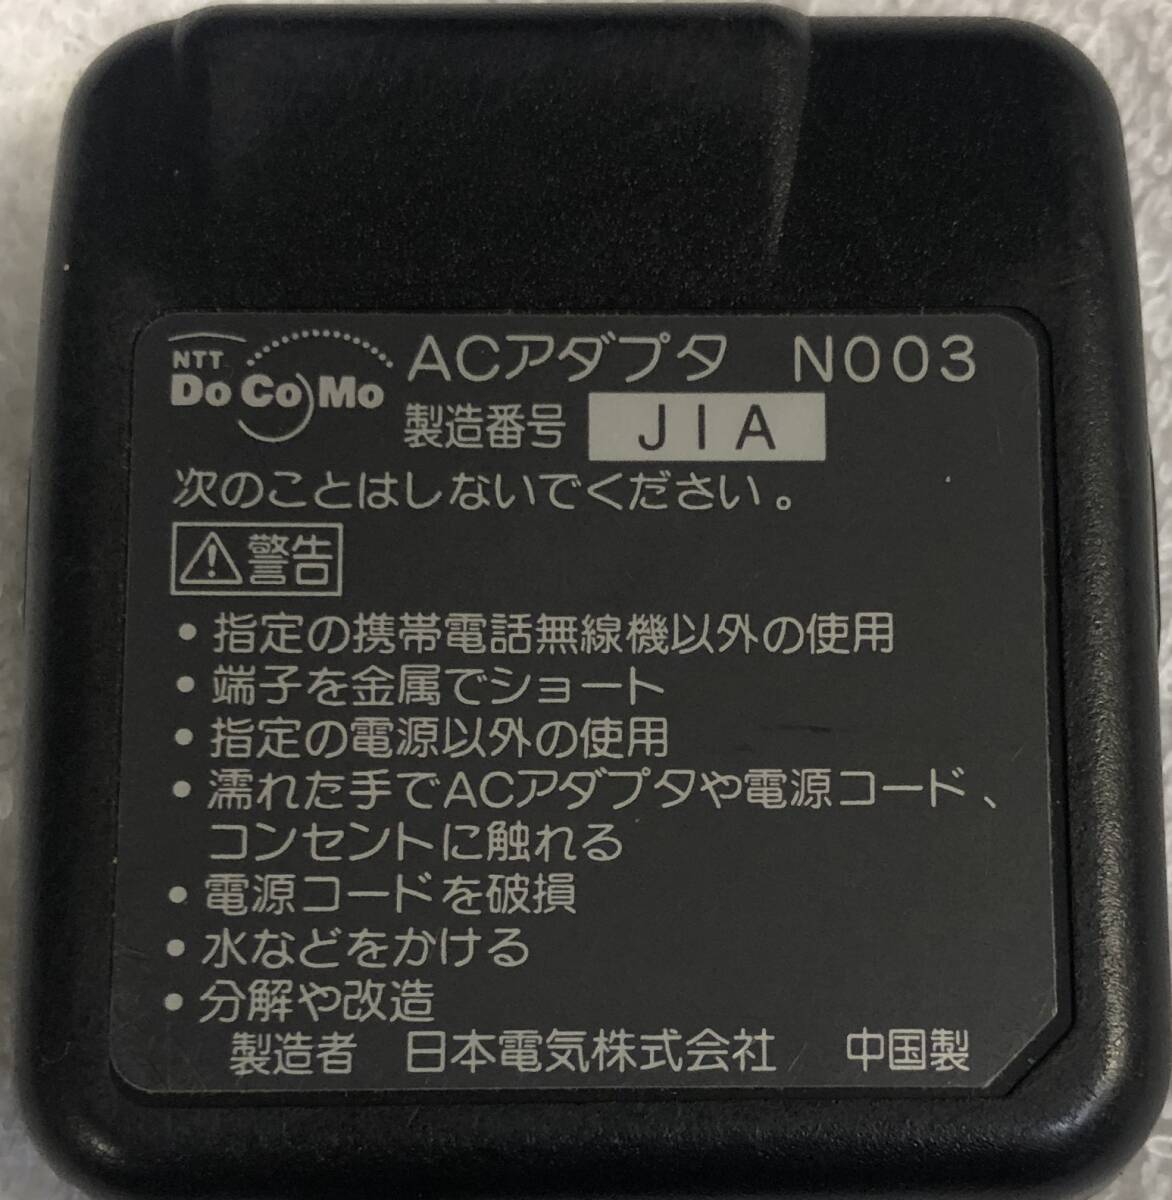 NTT DoCoMo ACアダプタ N003
製造番号 JIA
次のことはしないでください。
警告
・指定の携帯電話無線機以外の使用
・端子を金属でショート
・指定の電源以外の使用
・濡れた手でACアダプタや電源コード、
コンセントに触れる
・電源コードを破損
・水などをかける
・分解や改造
製造者 日本電気株式会社 中国製